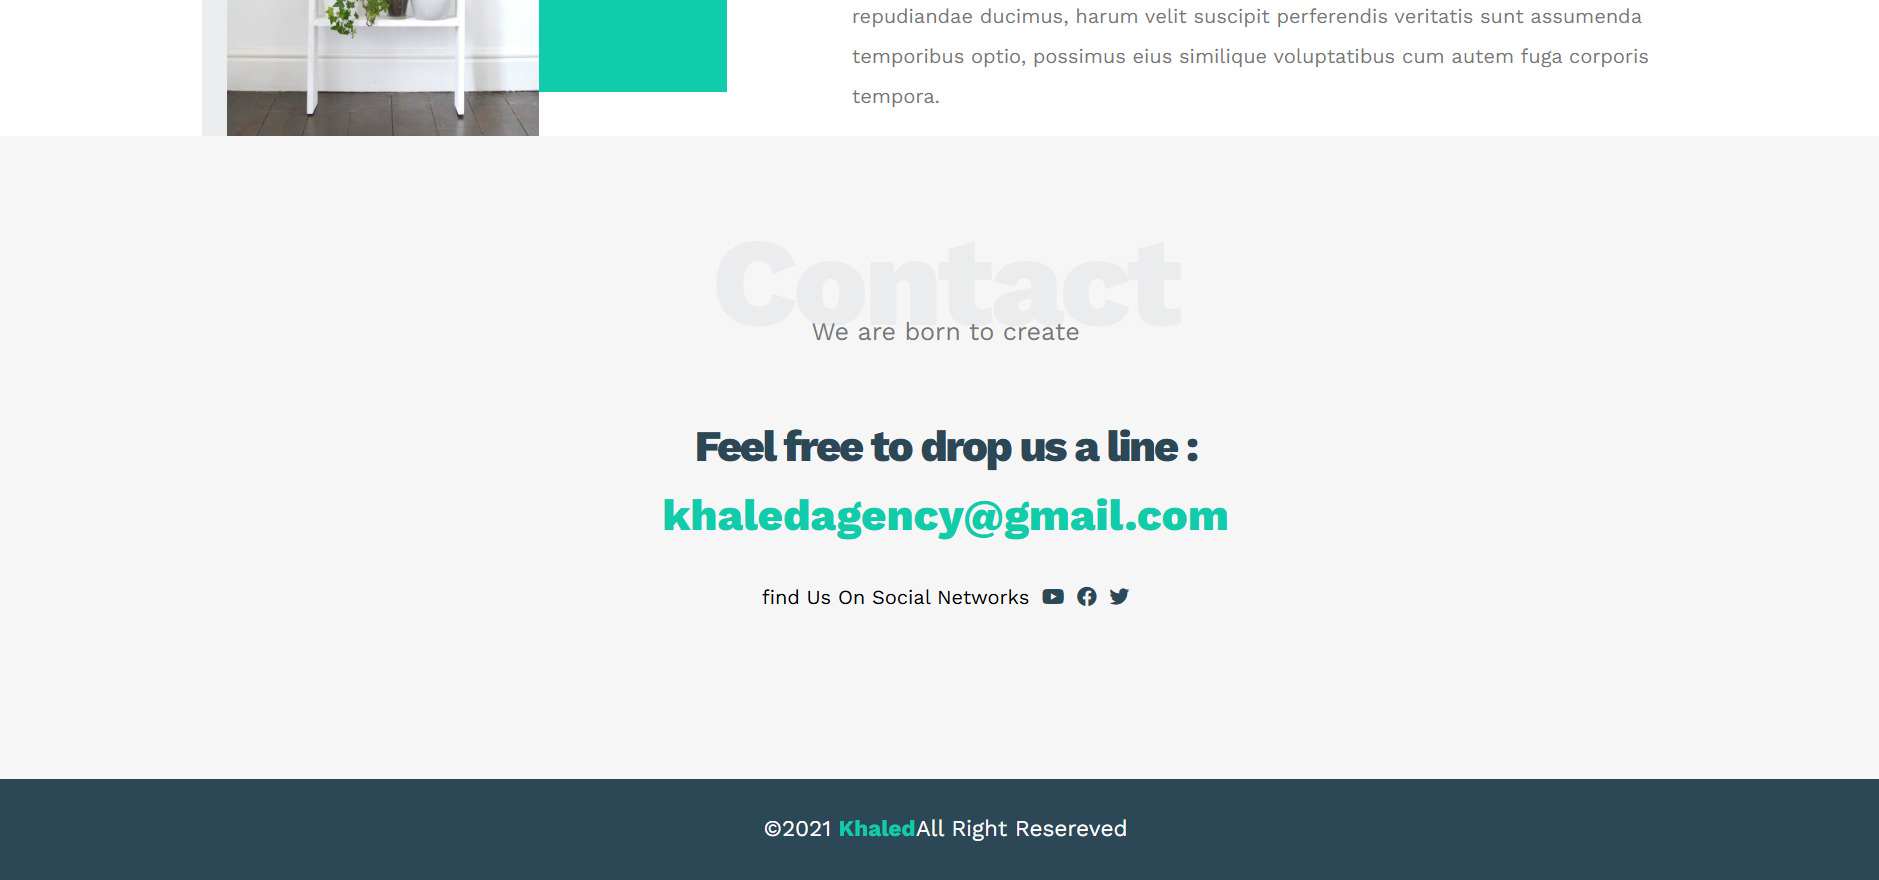 repudiandae ducimus, harum velit suscipit perferendis veritatis sunt assumenda
temporibus optio, possimus eius similique voluptatibus cum autem fuga corporis
tempora.
Contact
We are born to create
Feel free to drop us a line :
khaledagency@gmail.com
find Us On Social Networks
©2021 KhaledAll Right Resereved